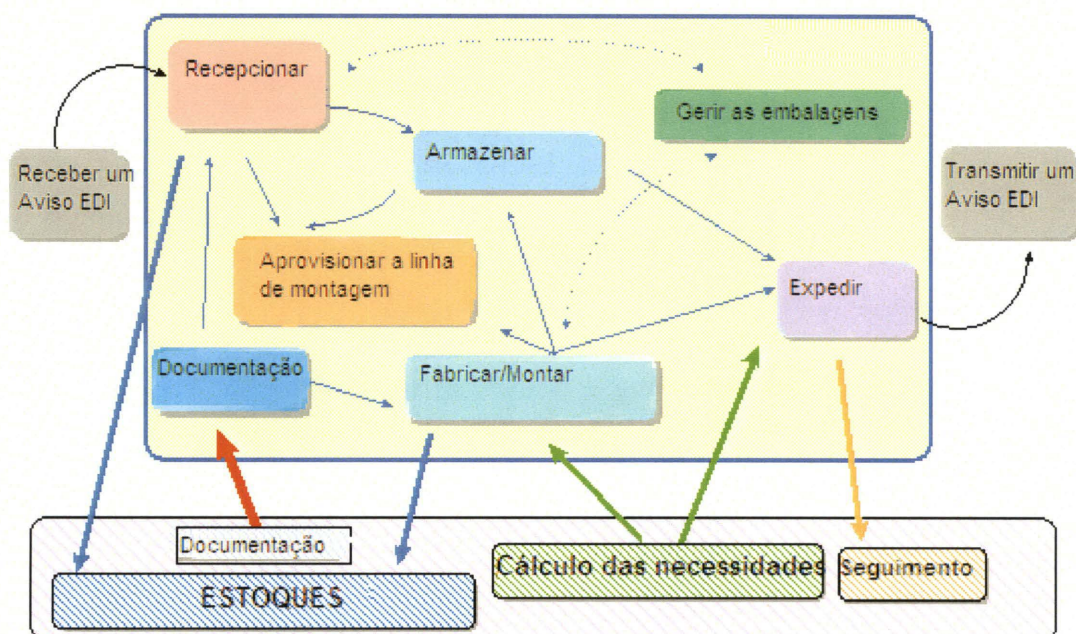 Recepcionar
Gerir as embalagens
Armazenar
Receber um
Aviso EDI
Transmitir um
Aviso EDI
Aprovisionar a linha
de montagem
Expedir
Documentação
Fabricar/Montar
Documentação
Cálculo das necessidades
Seguimento
ESTOQUES